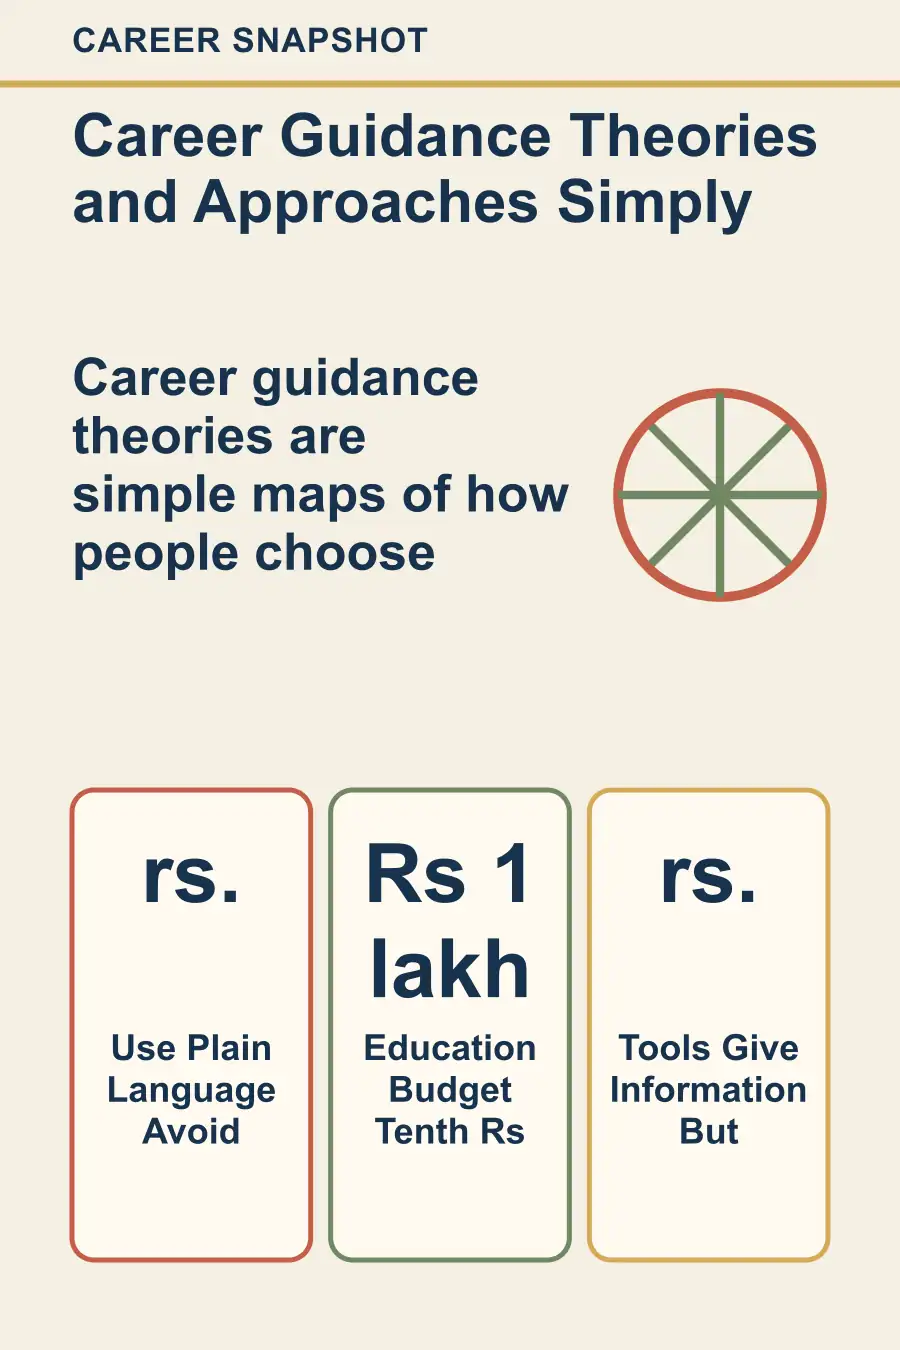 CAREER SNAPSHOT
Career Guidance Theories
and Approaches Simply
Career guidance
theories are
simple maps of how
people choose
rs.
Use Plain
Language
Avoid
Rs 1
lakh
Education
Budget
Tenth Rs
rs.
Tools Give
Information
But